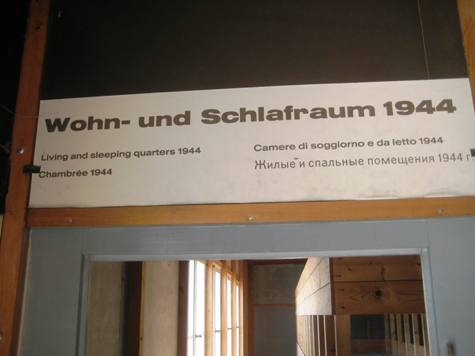 Wohn- und Schlafraum 1944
Living and sleeping quarters 1944
Camere di soggiorno e da letto 1944
Chambrée 1944
Жилые и спальные помещения 1944 г.